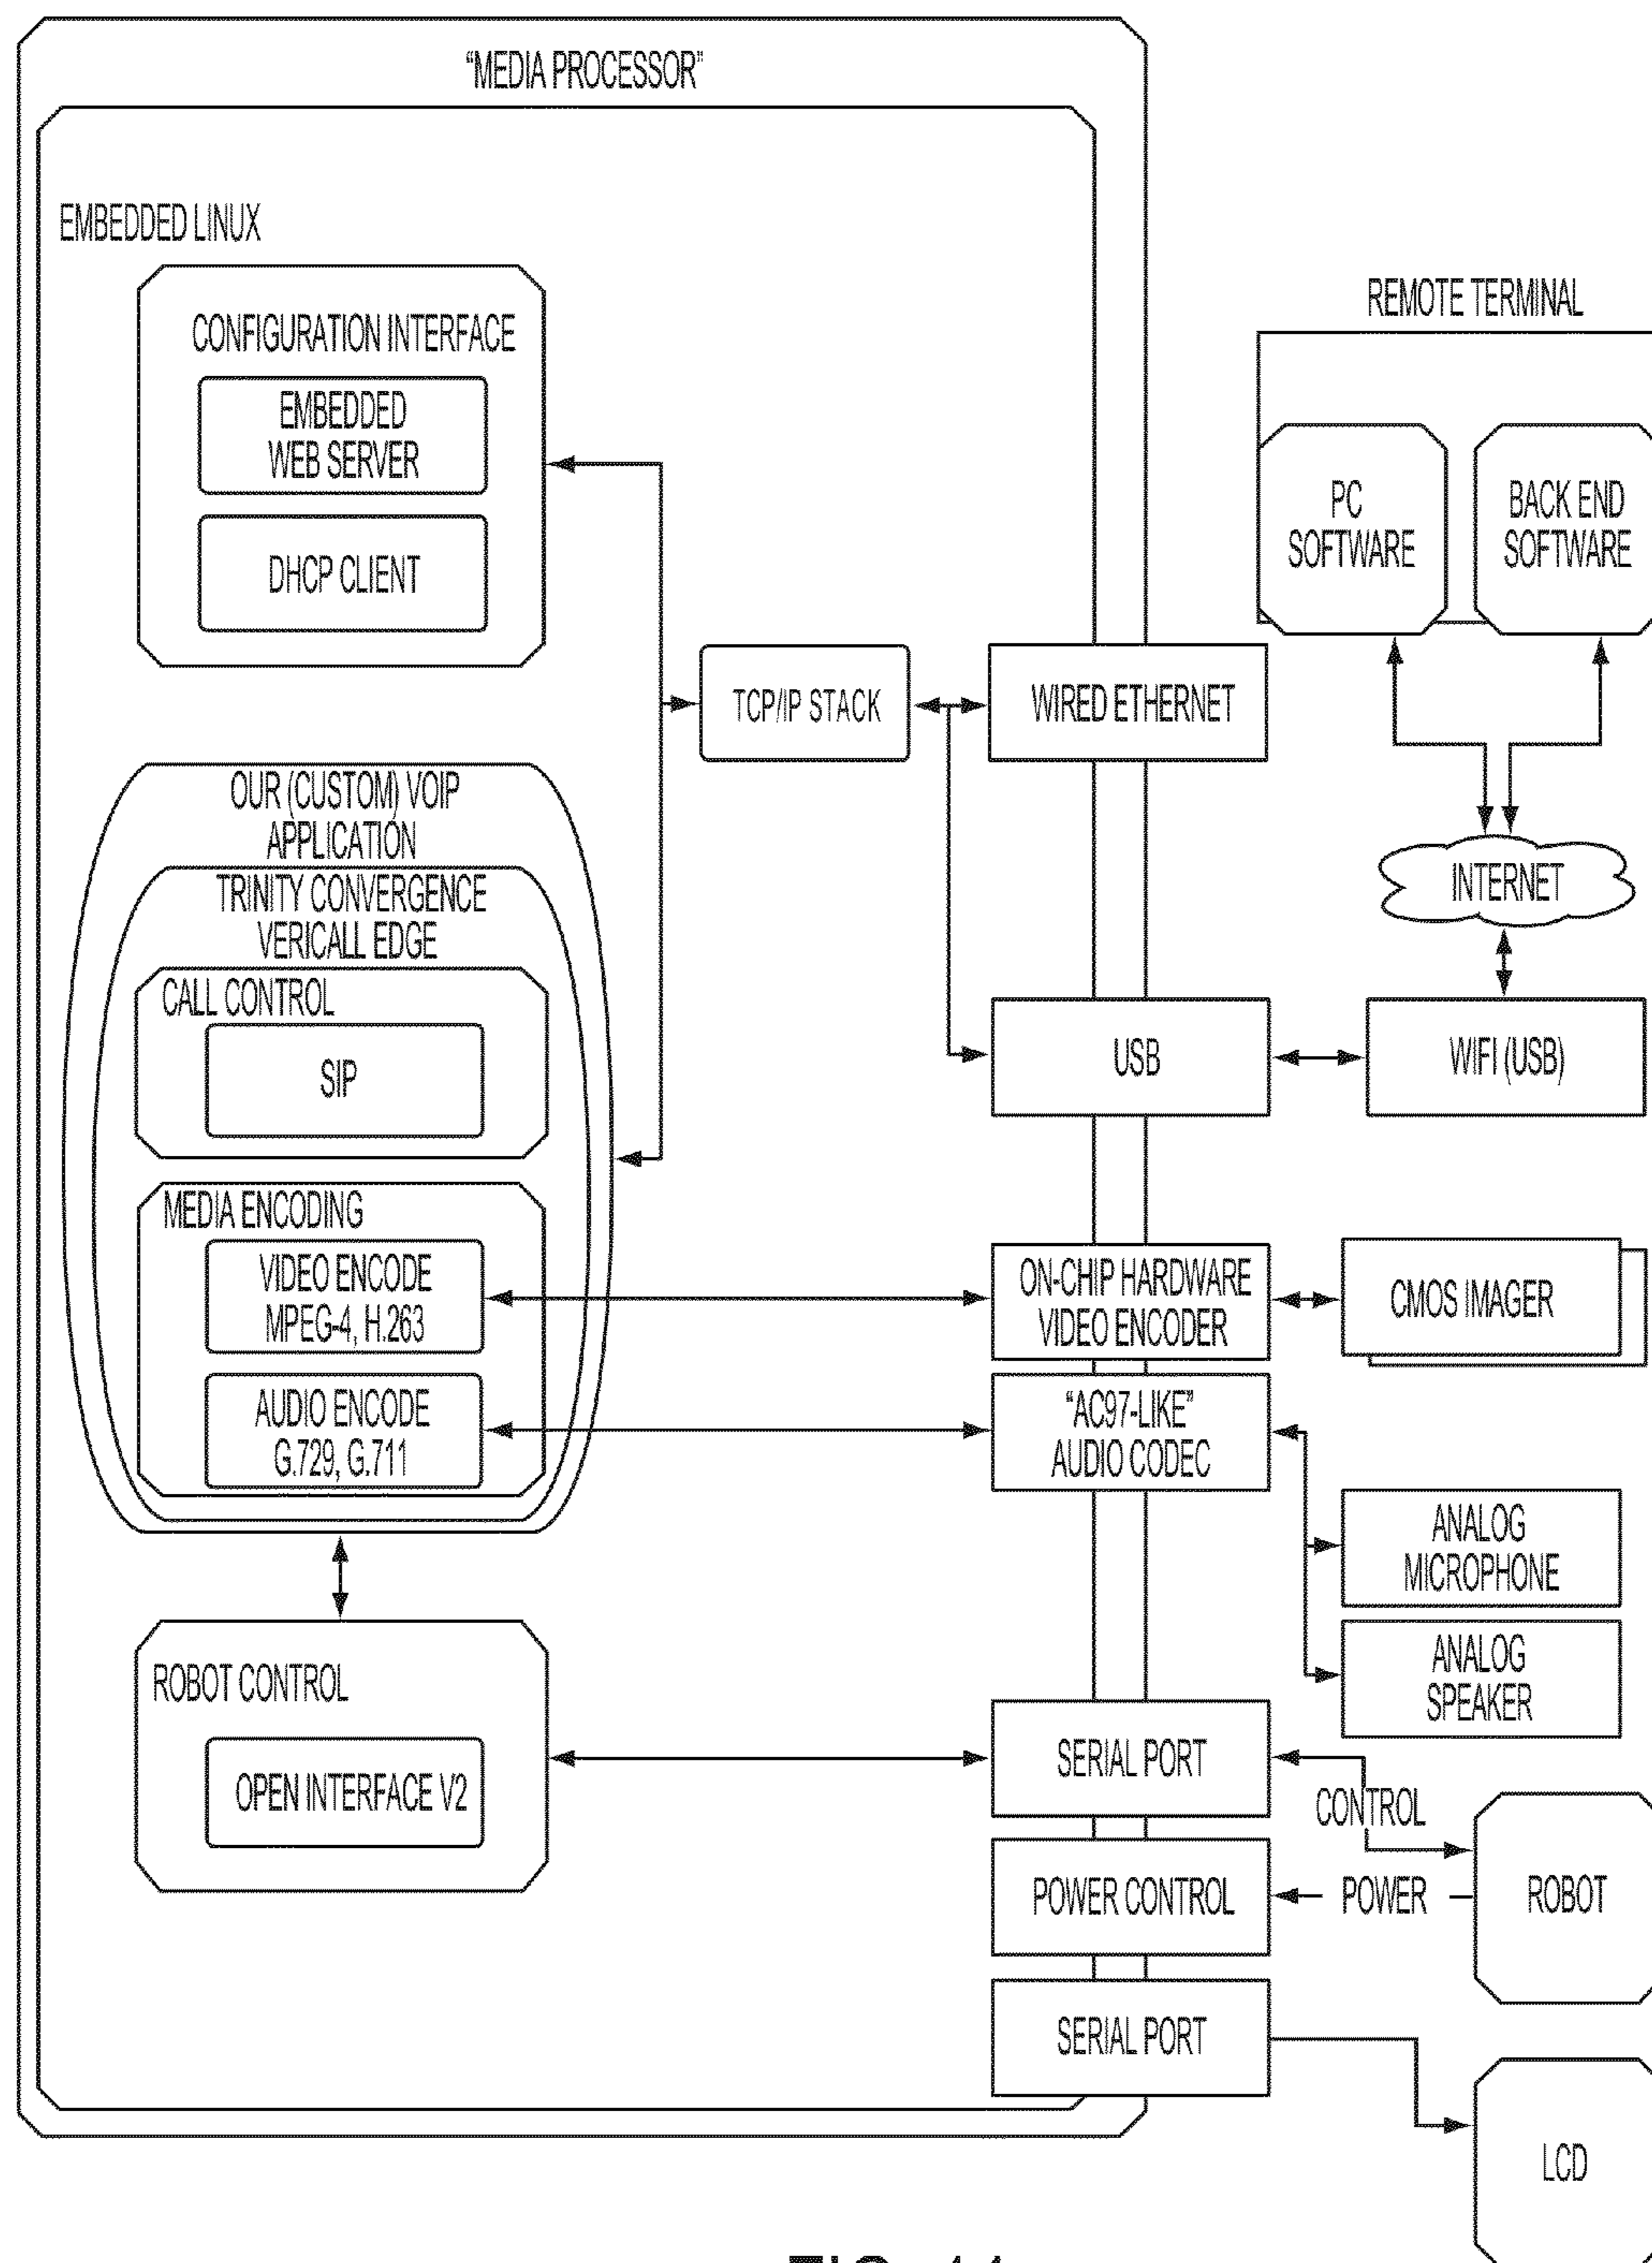 "MEDIA PROCESSOR"
EMBEDDED LINUX
CONFIGURATION INTERFACE
EMBEDDED
WEB SERVER
DHCP CLIENT
REMOTE TERMINAL
PC
SOFTWARE
BACK END
SOFTWARE
TCP/IP STACK
WIRED ETHERNET
OUR (CUSTOM) VOIP
APPLICATION
TRINITY CONVERGENCE
VERICALL EDGE
CALL CONTROL
SIP
INTERNET
USB
WIFI (USB)
MEDIA ENCODING
VIDEO ENCODE
MPEG-4, H.263
AUDIO ENCODE
G.729, G.711
ON-CHIP HARDWARE
VIDEO ENCODER
CMOS IMAGER
"AC97-LIKE"
AUDIO CODEC
ANALOG
MICROPHONE
ANALOG
SPEAKER
ROBOT CONTROL
OPEN INTERFACE V2
SERIAL PORT
CONTROL
POWER CONTROL
POWER
ROBOT
SERIAL PORT
LCD